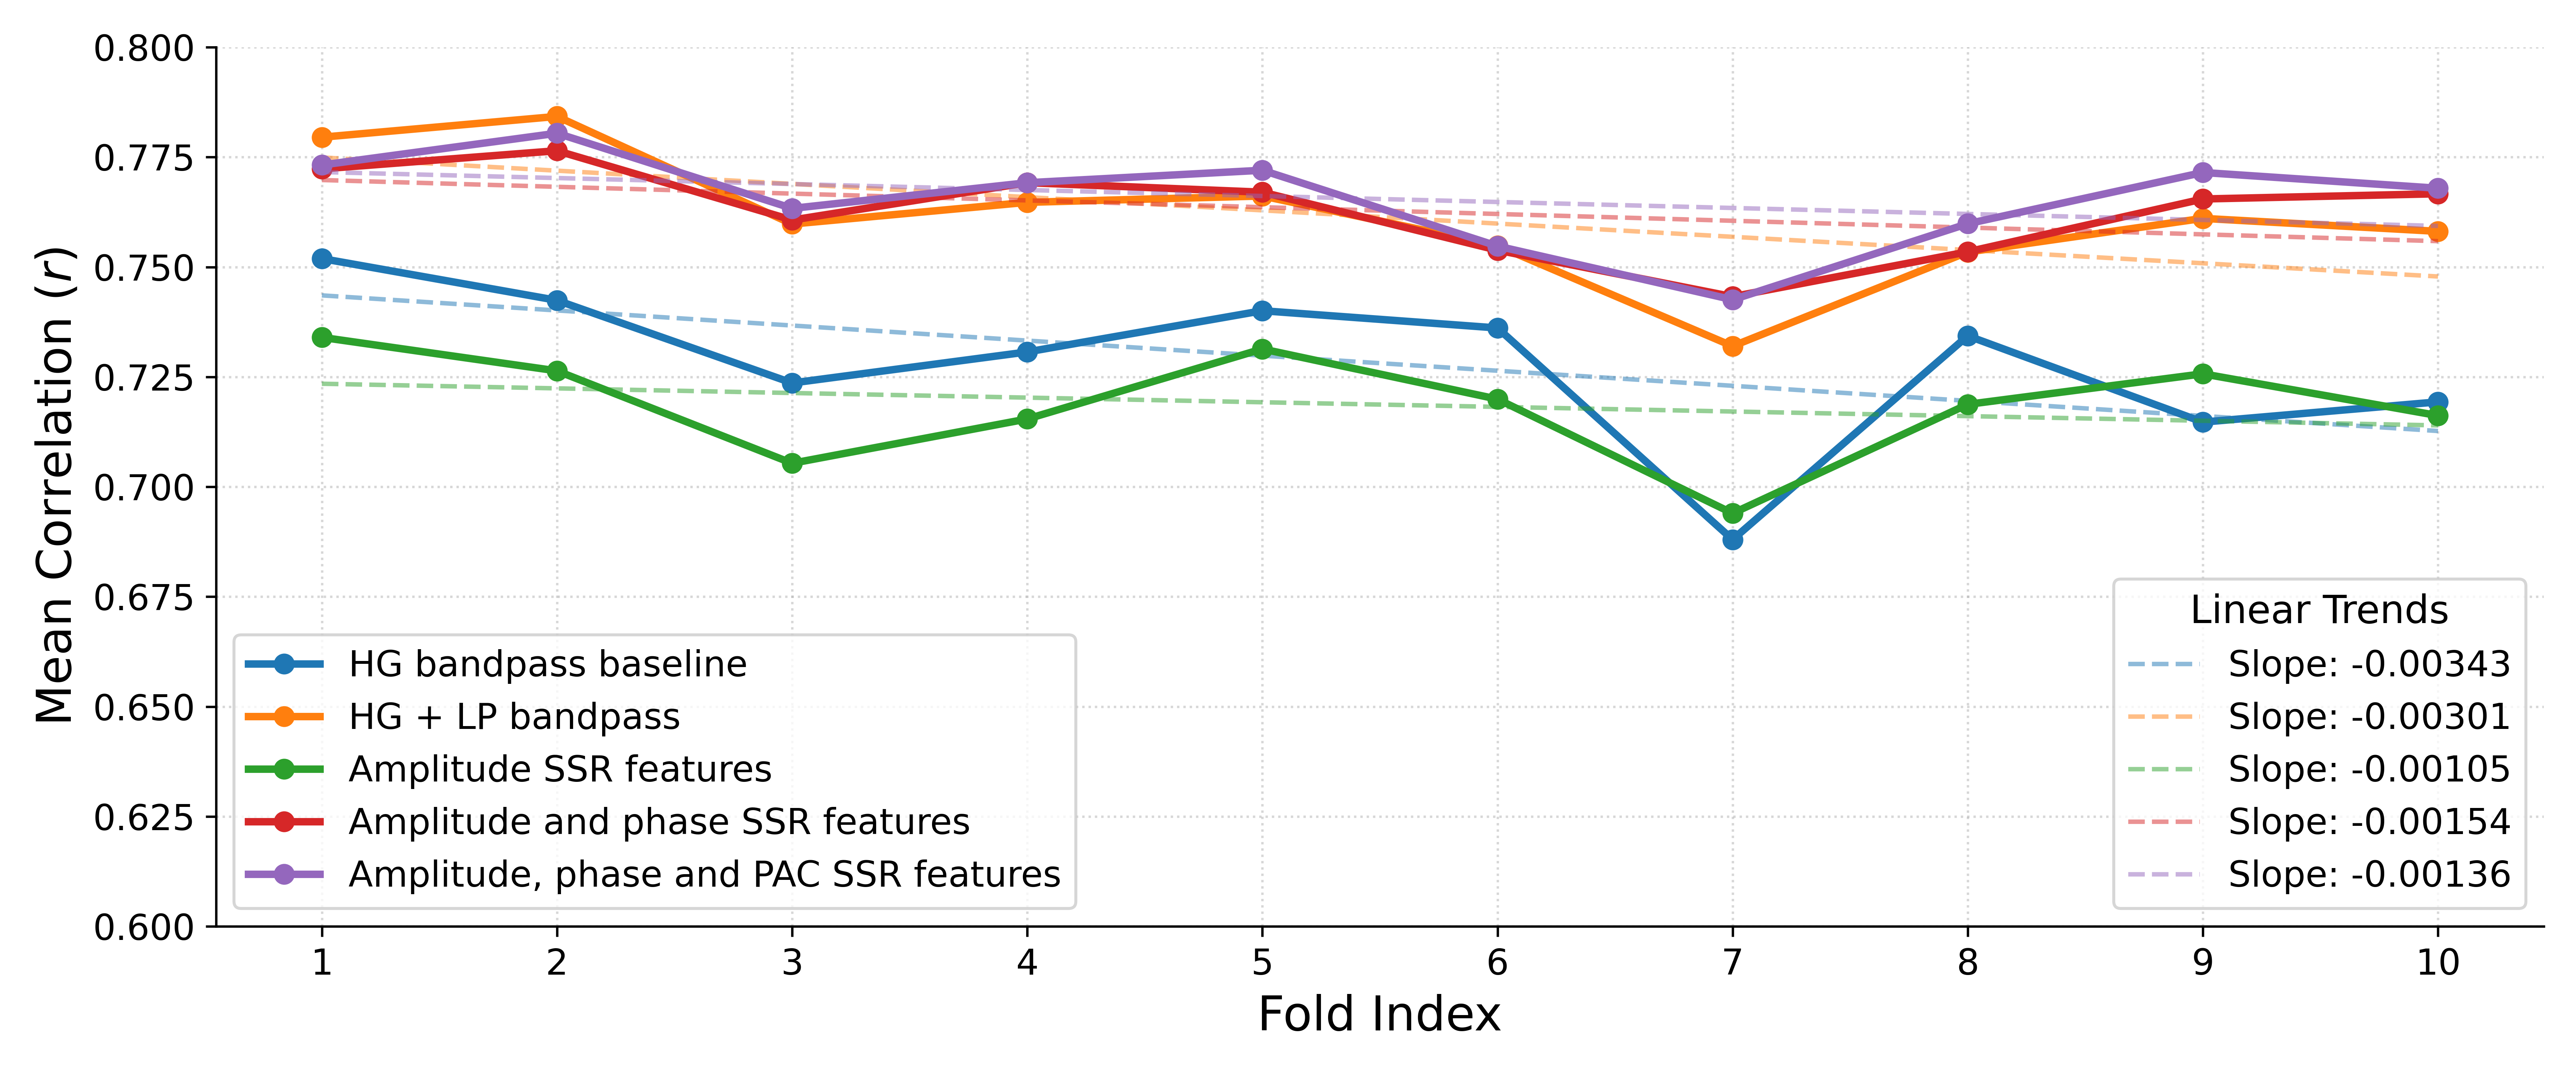 0.800
0.775
0.750
0.725
0.700
0.675
0.650
0.625
0.600
Mean Correlation (r)
HG bandpass baseline
HG + LP bandpass
Amplitude SSR features
Amplitude and phase SSR features
Amplitude, phase and PAC SSR features
Linear Trends
Slope: -0.00343
Slope: -0.00301
Slope: -0.00105
Slope: -0.00154
Slope: -0.00136
1 2 3 4 5 6 7 8 9 10
Fold Index